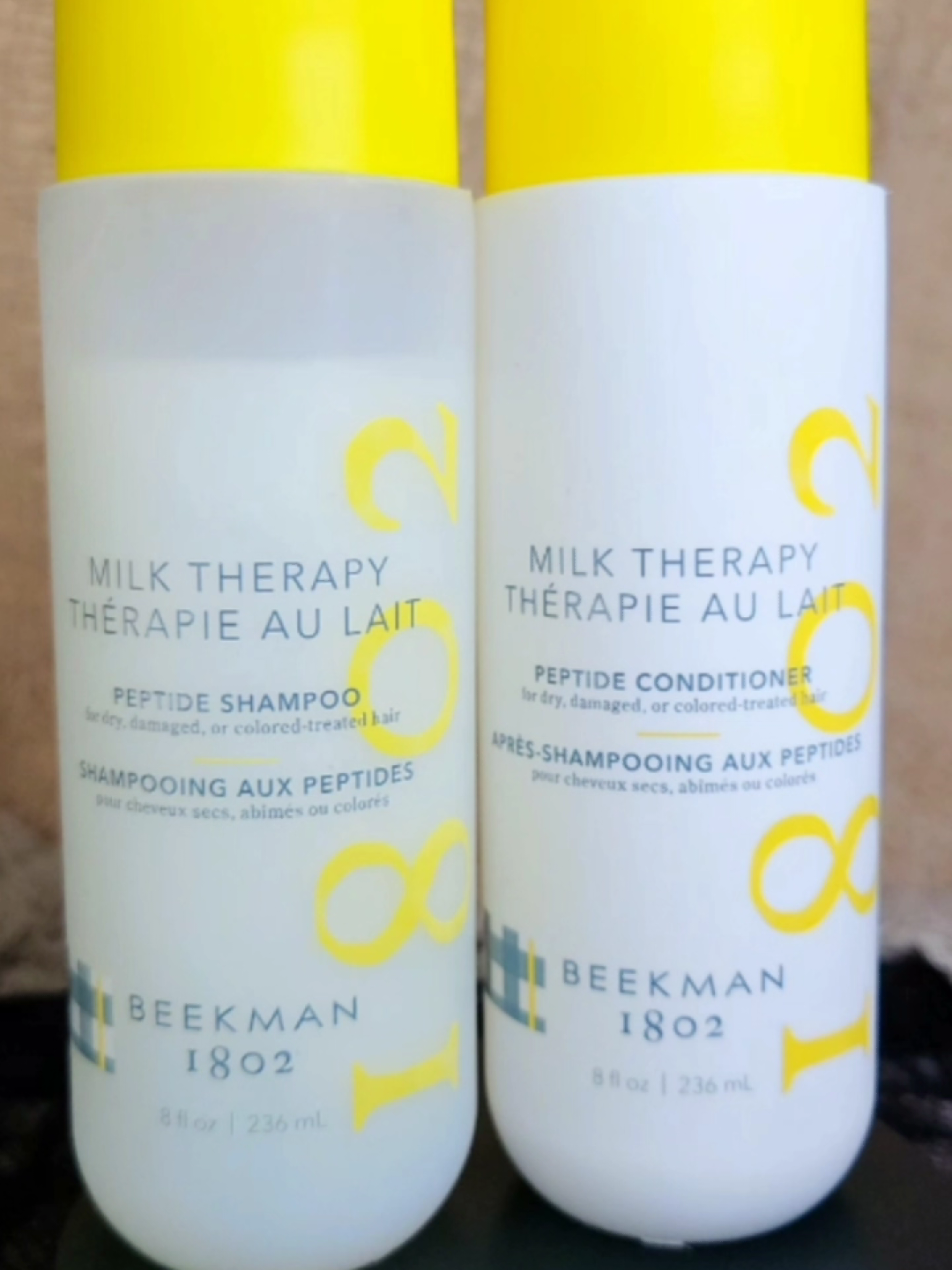 MILK THERAPY
THÉRAPIE AU LAIT
PEPTIDE SHAMPOO
for dry, damaged, or colored-treated hair
SHAMPOOING AUX PEPTIDES
pour cheveux secs, abîmés ou colorés
BEEKMAN
1802
8 fl oz | 236 mL
1802
MILK THERAPY
THÉRAPIE AU LAIT
PEPTIDE CONDITIONER
for dry, damaged, or colored-treated hair
APRÈS-SHAMPOOING AUX PEPTIDES
pour cheveux secs, abîmés ou colorés
BEEKMAN
1802
8 fl oz | 236 mL
1802